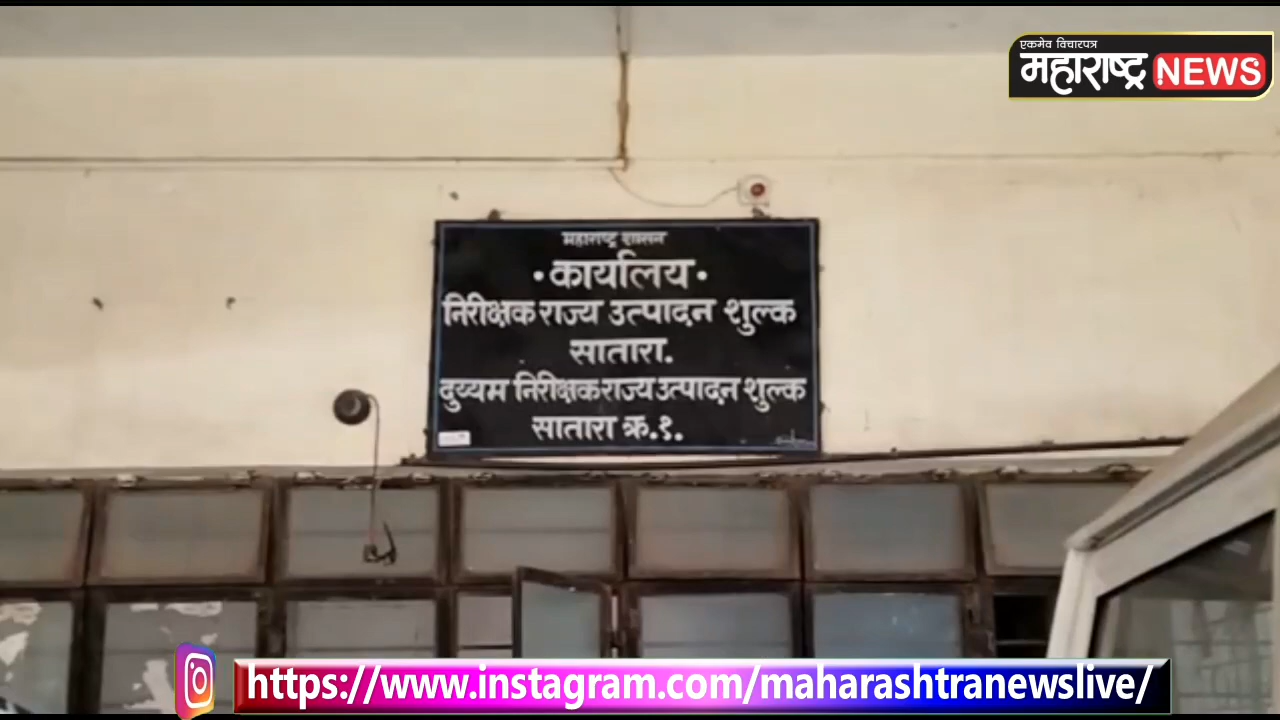 एकमेव विचारपत्र
महाराष्ट्र NEWS
महाराष्ट्र शासन
• कार्यालय •
निरीक्षक राज्य उत्पादन शुल्क
सातारा.
दुय्यम निरीक्षक राज्य उत्पादन शुल्क
सातारा क्र.१.
https://www.instagram.com/maharashtranewslive/